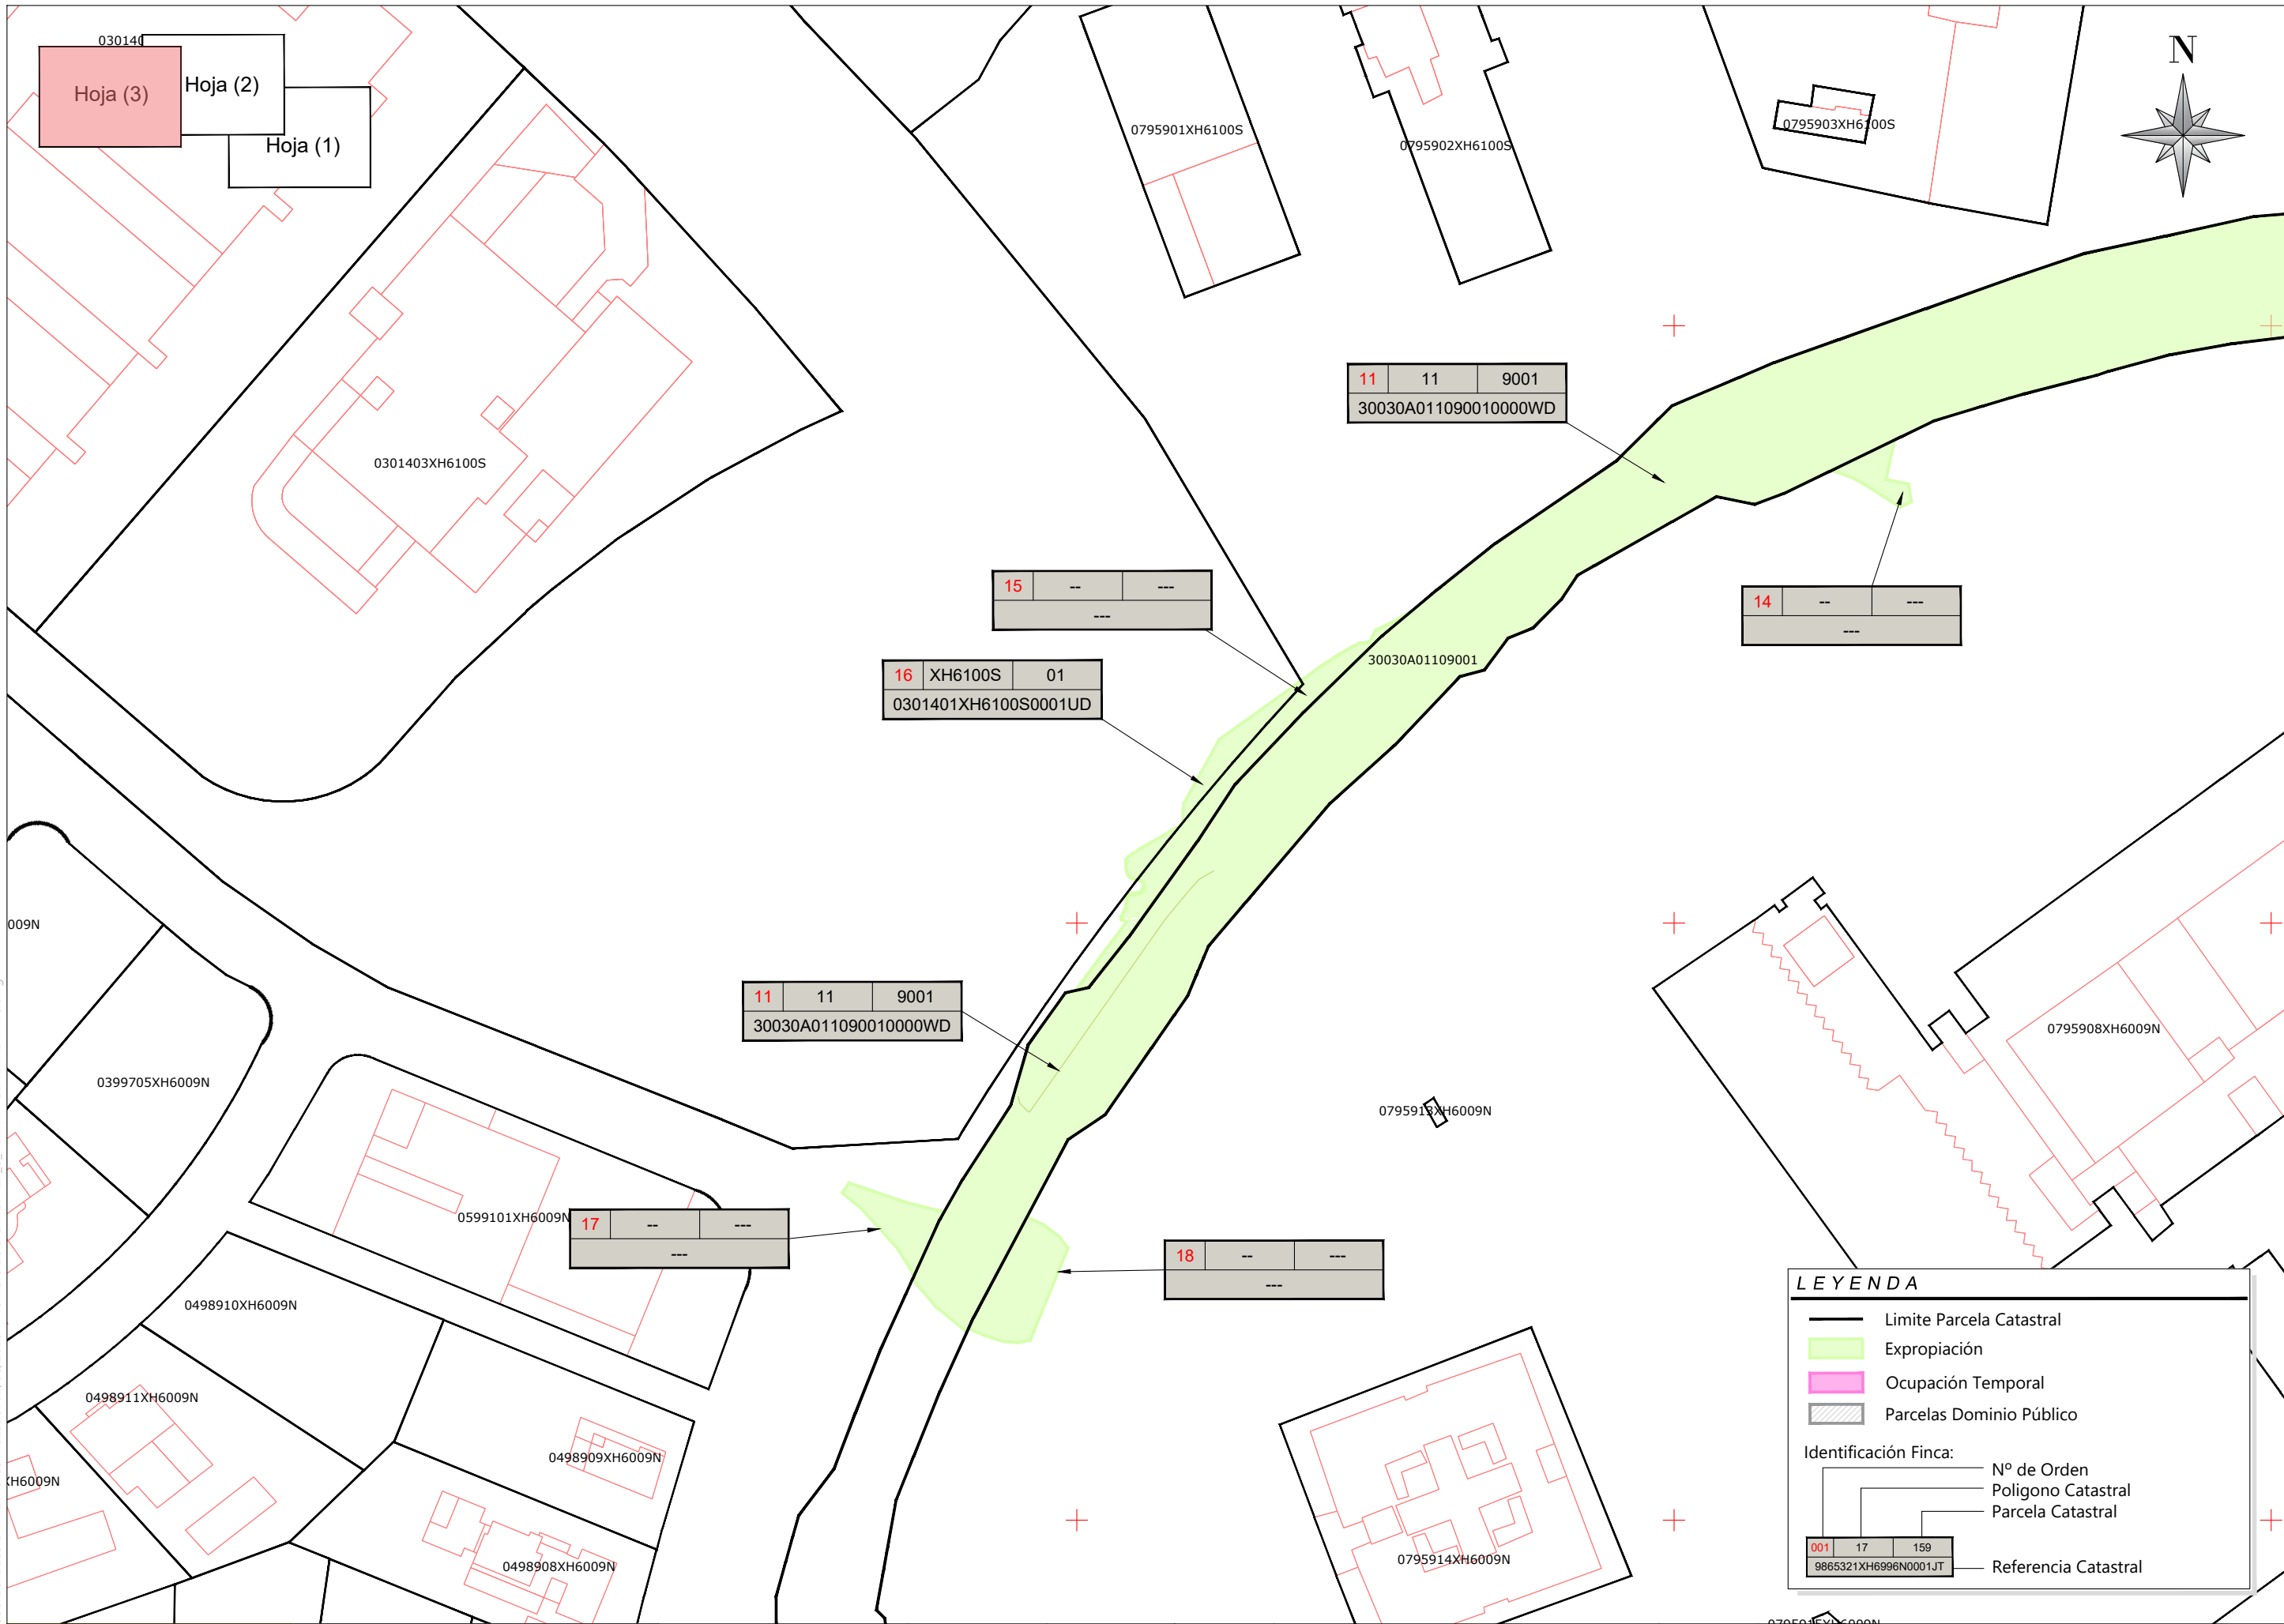 030140
Hoja (3)
Hoja (2)
Hoja (1)
N
0795901XH6100S
0795902XH6100S
0795903XH6100S
0301403XH6100S
11 11 9001
30030A011090010000WD
15 -- ---
---
14 -- ---
---
16 XH6100S 01
0301401XH6100S0001UD
30030A01109001
009N
11 11 9001
30030A011090010000WD
0795908XH6009N
0399705XH6009N
0795913XH6009N
0599101XH6009N
17 -- ---
---
18 -- ---
---
0498910XH6009N
0498911XH6009N
0498909XH6009N
XH6009N
0498908XH6009N
0795914XH6009N
LEYENDA
Limite Parcela Catastral
Expropiación
Ocupación Temporal
Parcelas Dominio Público
Identificación Finca:
Nº de Orden
Poligono Catastral
Parcela Catastral
001 17 159
9865321XH6996N0001JT
Referencia Catastral